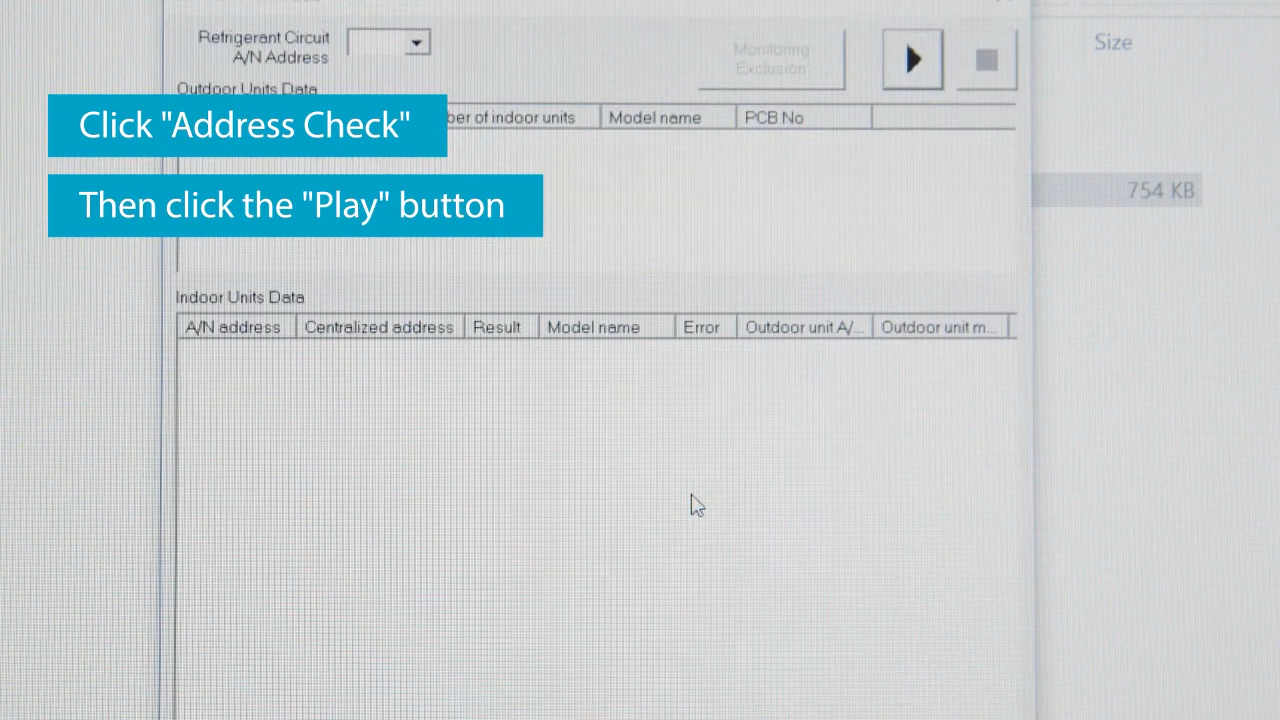 Refrigerant Circuit
A/N Address
Monitoring
Exclusion
Size
Outdoor Units Data
Click "Address Check"
ber of indoor units Model name PCB No
754 KB
Then click the "Play" button
Indoor Units Data
A/N address Centralized address Result Model name Error Outdoor unit A/... Outdoor unit m...